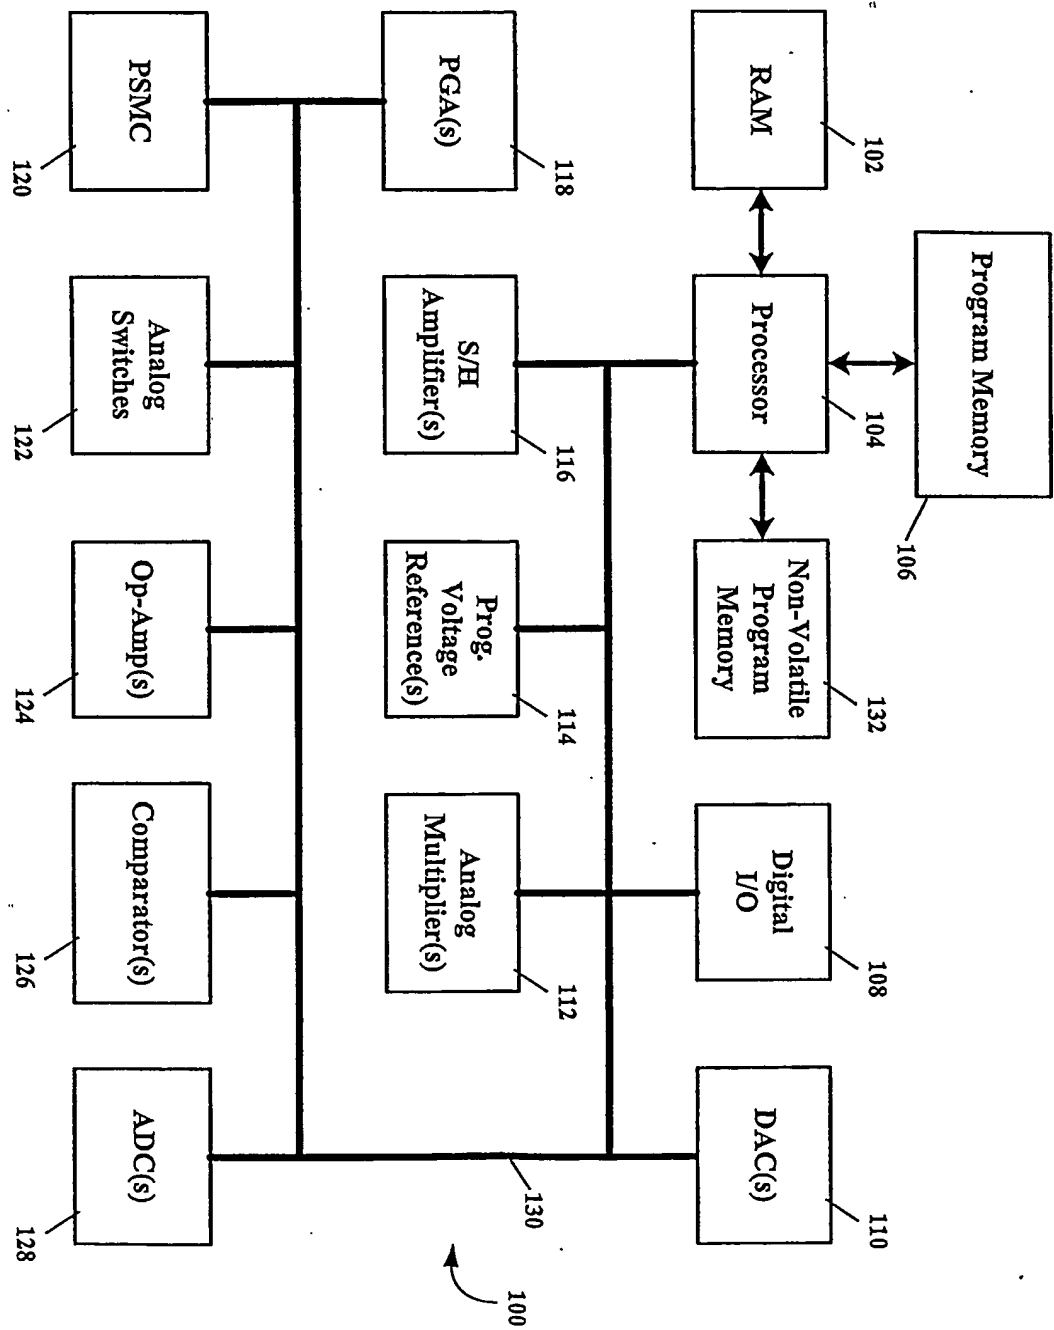 Program Memory
106
RAM
102
Processor
104
Non-Volatile
Program
Memory
132
Digital
I/O
108
DAC(s)
110
PGA(s)
118
S/H
Amplifier(s)
116
Prog.
Voltage
Reference(s)
114
Analog
Multiplier(s)
112
130
100
PSMC
120
Analog
Switches
122
Op-Amp(s)
124
Comparator(s)
126
ADC(s)
128